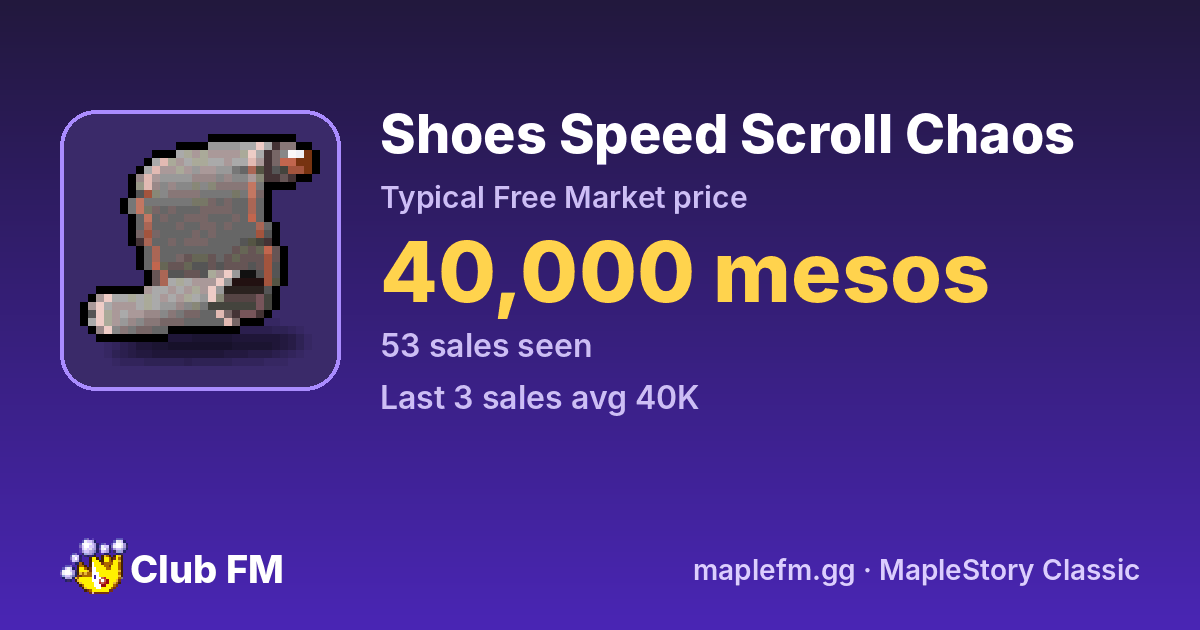 Shoes Speed Scroll Chaos
Typical Free Market price
40,000 mesos
53 sales seen
Last 3 sales avg 40K
Club FM
maplefm.gg · MapleStory Classic